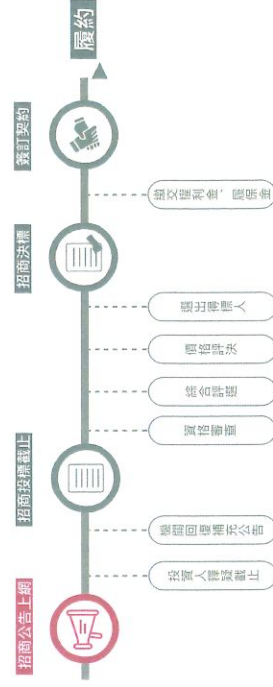 招商公告上網
投資人釋疑截止
機關回復補充公告
招商投標截止
資格審查
綜合評選
價格評決
選出得標人
招商決標
繳交權利金、履保金
簽訂契約
履約